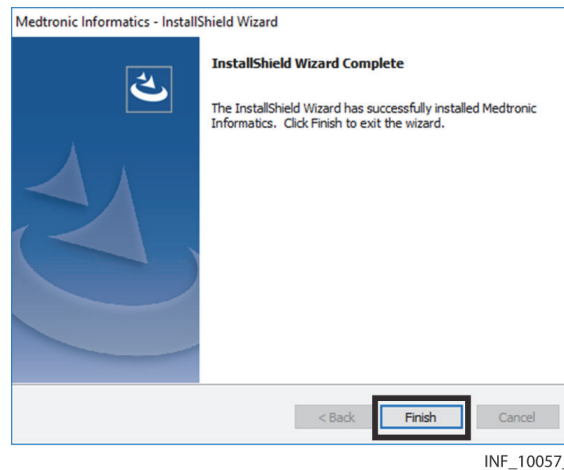 Medtronic Informatics - InstallShield Wizard
InstallShield Wizard Complete
The InstallShield Wizard has successfully installed Medtronic
Informatics. Click Finish to exit the wizard.
< Back
Finish
Cancel
INF_10057_